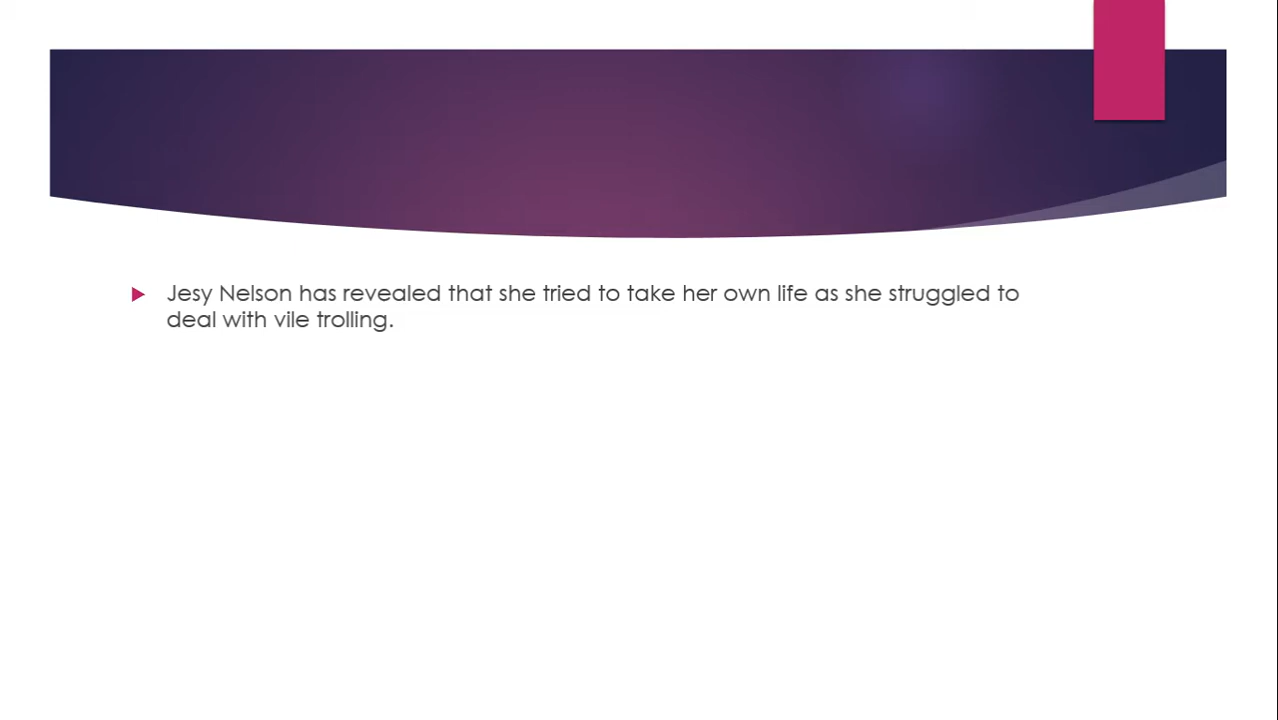 Jesy Nelson has revealed that she tried to take her own life as she struggled to
deal with vile trolling.